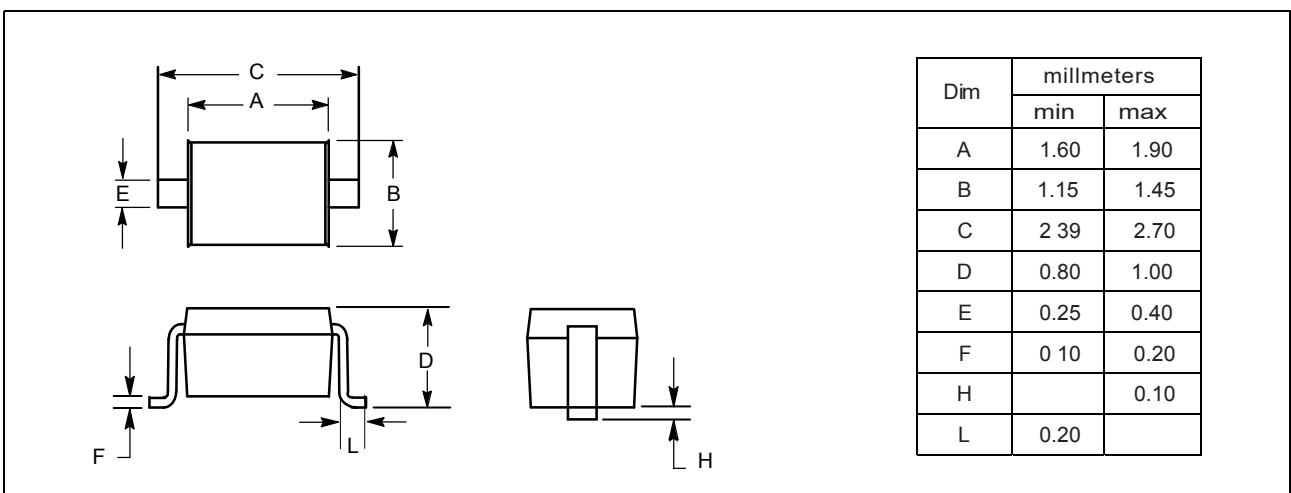 C
A
E
B
D
F
L
H
Dim millmeters
min max
A 1.60 1.90
B 1.15 1.45
C 2 39 2.70
D 0.80 1.00
E 0.25 0.40
F 0 10 0.20
H 0.10
L 0.20